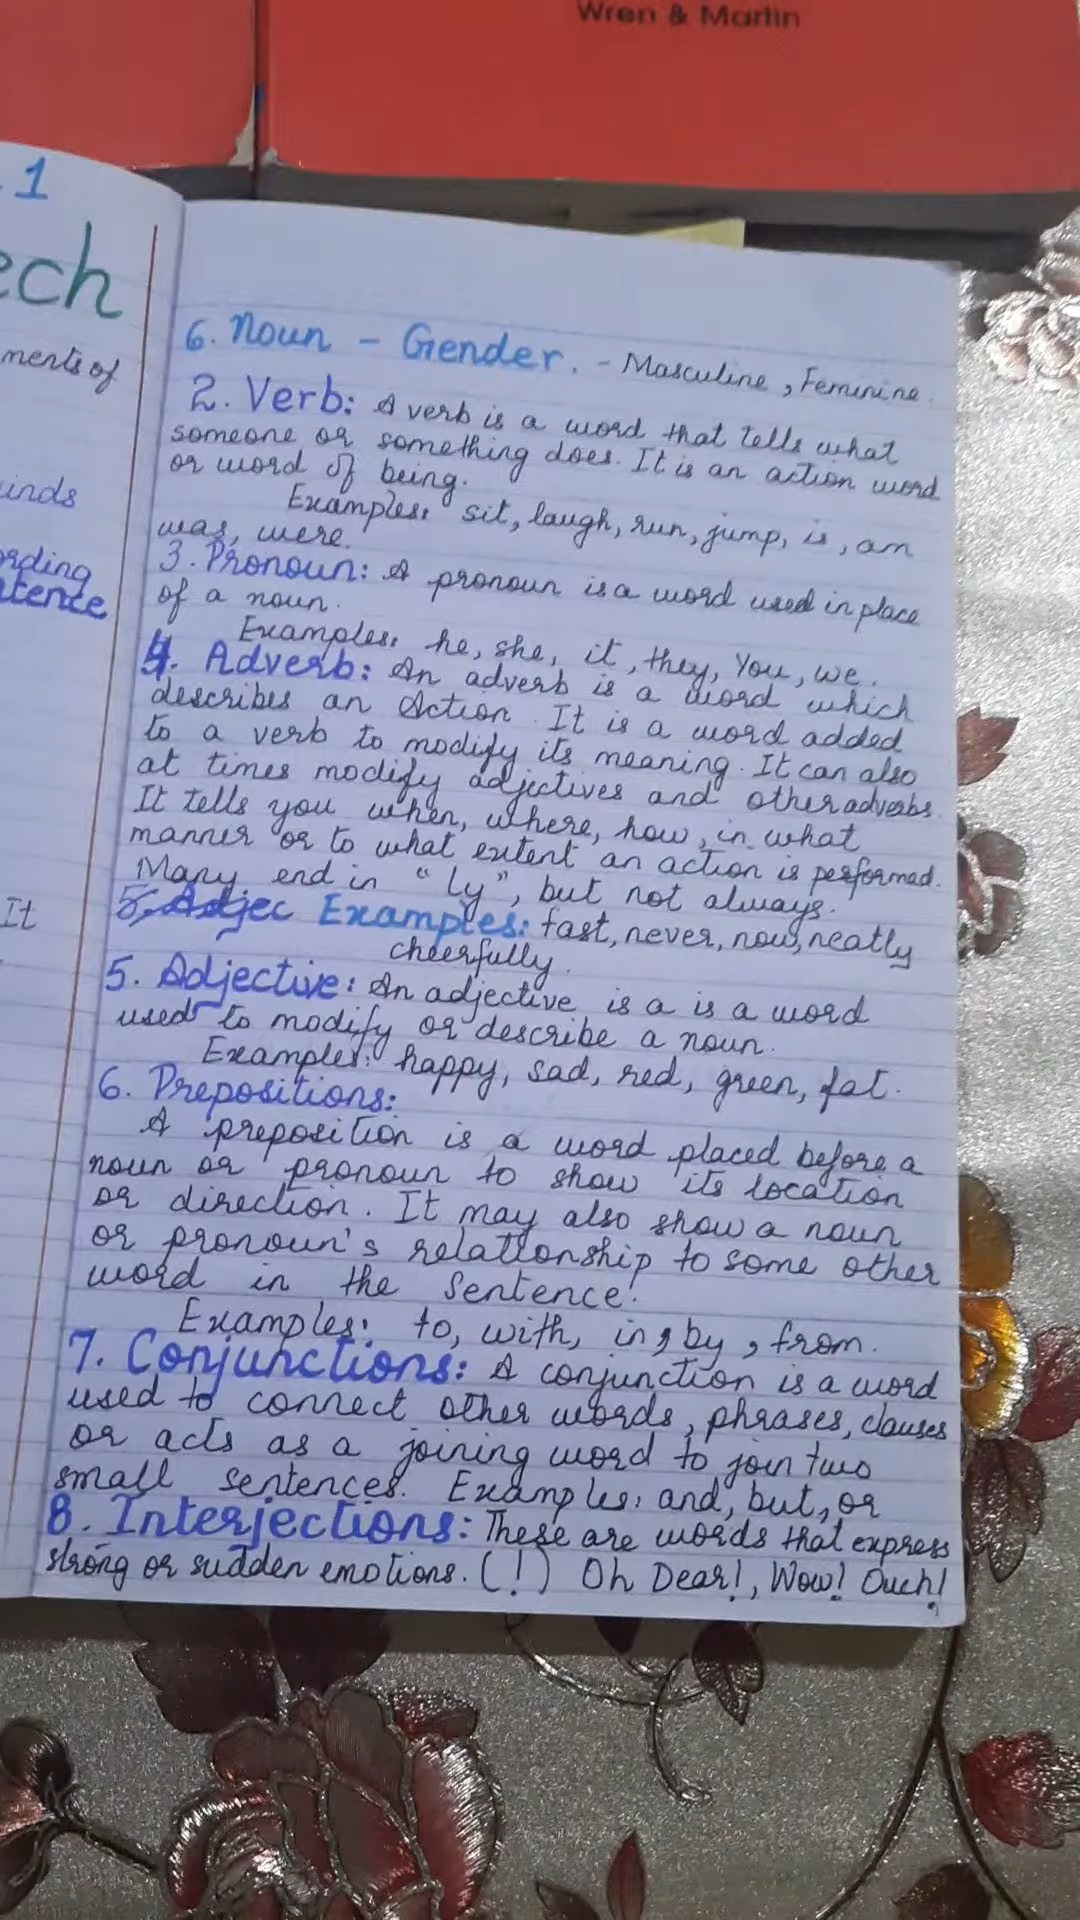 Wren & Martin
. 1
ech
ments of
inds
ording
ntence
It
6. Noun - Gender. - Masculine, Feminine.
2. Verb: A verb is a word that tells what
someone or something does. It is an action word
or word of being.
Examples: sit, laugh, run, jump, is, am
was, were.
3. Pronoun: A pronoun is a word used in place
of a noun.
Examples: he, she, it, they, You, we.
4. Adverb: An adverb is a word which
describes an Action. It is a word added
to a verb to modify its meaning. It can also
at times modify adjectives and other adverbs.
It tells you when, where, how, in what
manner or to what extent an action is performed.
Many end in "ly", but not always.
5. Adjec Examples: fast, never, now, neatly
cheerfully.
5. Adjective: An adjective is a is a word
used to modify or describe a noun.
Examples: happy, sad, red, green, fat.
6. Prepositions:
A preposition is a word placed before a
noun or pronoun to show its location
or direction. It may also show a noun
or pronoun's relationship to some other
word in the sentence.
Examples: to, with, in, by, from.
7. Conjunctions: A conjunction is a word
used to connect other words, phrases, clauses
or acts as a joining word to join two
small sentences. Examples: and, but, or
8. Interjections: These are words that express
strong or sudden emotions. (!) Oh Dear!, Wow! Ouch!